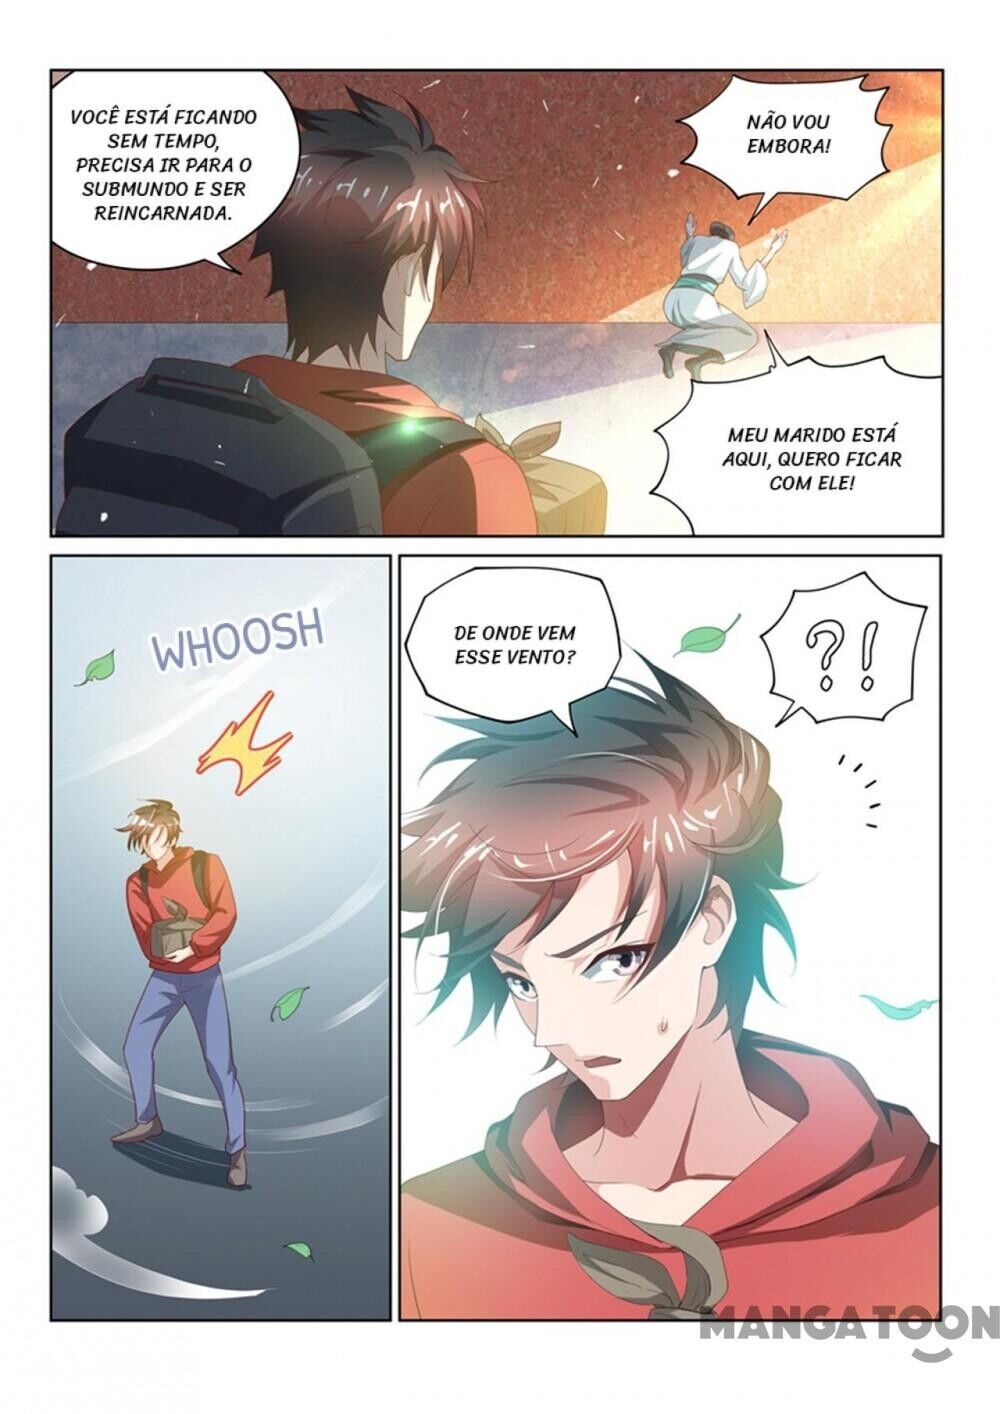 VOCÊ ESTÁ FICANDO
SEM TEMPO,
PRECISA IR PARA O
SUBMUNDO E SER
REINCARNADA.
NÃO VOU
EMBORA!
MEU MARIDO ESTÁ
AQUI, QUERO FICAR
COM ELE!
WHOOSH
DE ONDE VEM
ESSE VENTO?
?!
MANGATOON